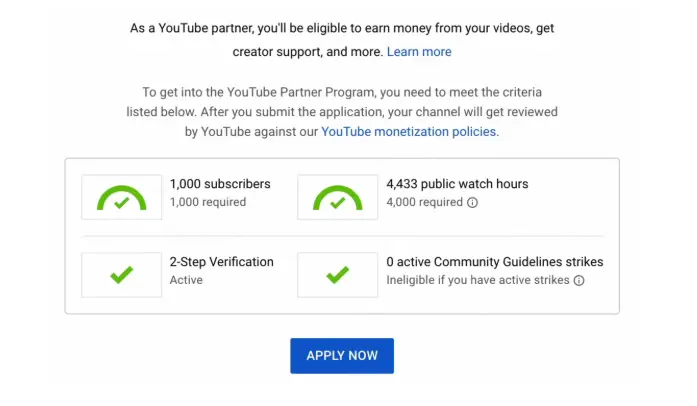 As a YouTube partner, you'll be eligible to earn money from your videos, get
creator support, and more. Learn more
To get into the YouTube Partner Program, you need to meet the criteria
listed below. After you submit the application, your channel will get reviewed
by YouTube against our YouTube monetization policies.
1,000 subscribers
1,000 required
4,433 public watch hours
4,000 required
2-Step Verification
Active
0 active Community Guidelines strikes
Ineligible if you have active strikes
APPLY NOW